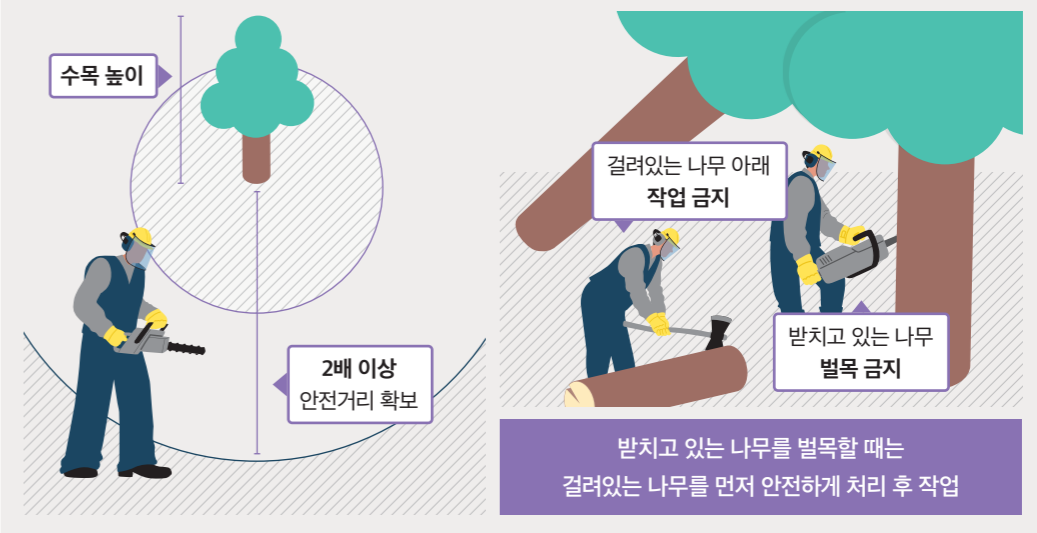 수목 높이
2배 이상
안전거리 확보
걸려있는 나무 아래
작업 금지
받치고 있는 나무
벌목 금지
받치고 있는 나무를 벌목할 때는
걸려있는 나무를 먼저 안전하게 처리 후 작업